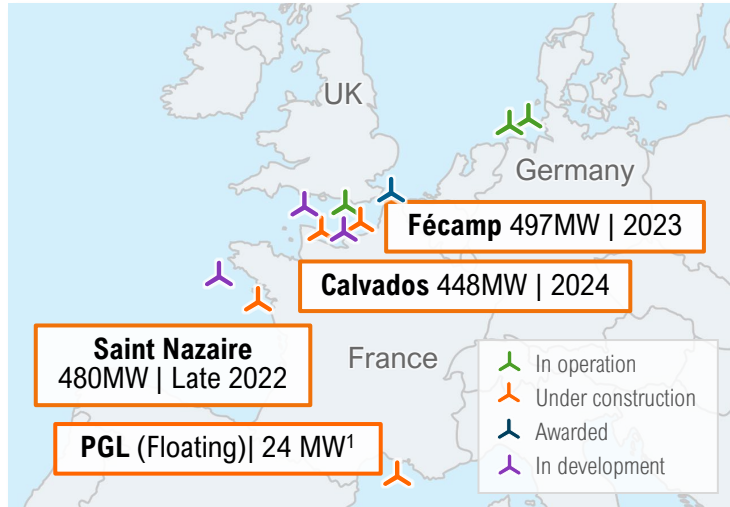 UK
Germany
Fécamp 497MW | 2023
Calvados 448MW | 2024
Saint Nazaire
480MW | Late 2022
France
PGL (Floating)| 24 MW¹
In operation
Under construction
Awarded
In development